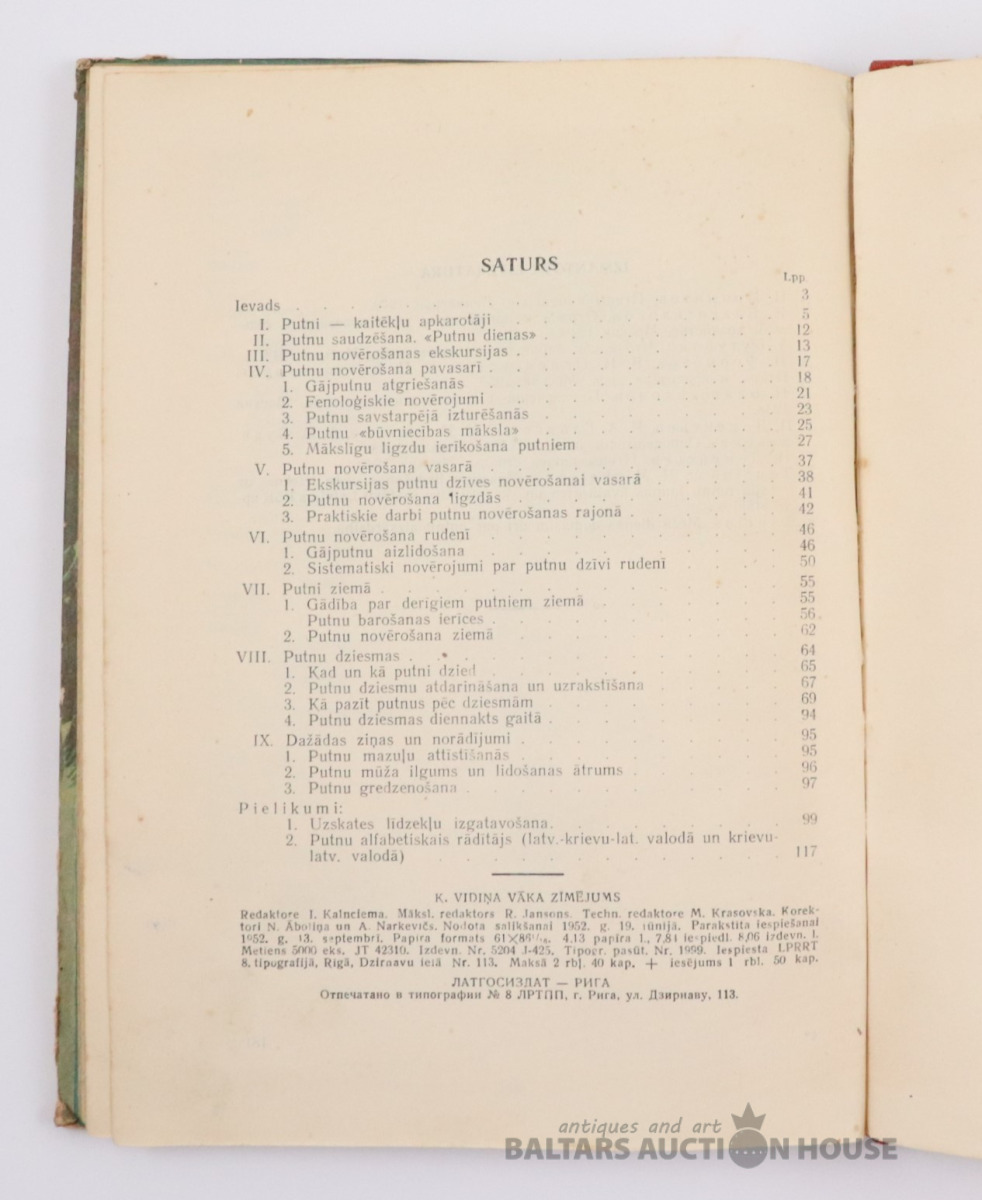 SATURS
Lpp.
Ievads . . . 3
I. Putni — kaitēkļu apkarotāji . . . 5
II. Putnu saudzēšana. «Putnu dienas» . . . 12
III. Putnu novērošanas ekskursijas . . . 13
IV. Putnu novērošana pavasarī . . . 17
1. Gājputnu atgriešanās . . . 18
2. Fenoloģiskie novērojumi . . . 21
3. Putnu savstarpējā izturēšanās . . . 23
4. Putnu «būvniecības māksla» . . . 25
5. Mākslīgu ligzdu ierīkošana putniem . . . 27
V. Putnu novērošana vasarā . . . 37
1. Ekskursijas putnu dzīves novērošanai vasarā . . . 38
2. Putnu novērošana ligzdās . . . 41
3. Praktiskie darbi putnu novērošanas rajonā . . . 42
VI. Putnu novērošana rudenī . . . 46
1. Gājputnu aizlidošana . . . 46
2. Sistematiski novērojumi par putnu dzīvi rudenī . . . 50
VII. Putni ziemā . . . 55
1. Gādība par derīgiem putniem ziemā . . . 55
Putnu barošanas ierīces . . . 56
2. Putnu novērošana ziemā . . . 62
VIII. Putnu dziesmas . . . 64
1. Kad un kā putni dzied . . . 65
2. Putnu dziesmu atdarināšana un uzrakstīšana . . . 67
3. Kā pazīt putnus pēc dziesmām . . . 69
4. Putnu dziesmas diennakts gaitā . . . 94
IX. Dažādas ziņas un norādījumi . . . 95
1. Putnu mazuļu attīstīšanās . . . 95
2. Putnu mūža ilgums un lidošanas ātrums . . . 96
3. Putnu gredzenošana . . . 97
Pielikumi:
1. Uzskates līdzekļu izgatavošana . . . 99
2. Putnu alfabetiskais rādītājs (latv.-krievu-lat. valodā un krievu-
latv. valodā) . . . 117
K. VIDIŅA VĀKA ZĪMĒJUMS
Redaktore I. Kalnciema. Māksl. redaktors R. Jansons. Techn. redaktore M. Krasovska. Korek-
tori N. Āboliņa un A. Narkevičs. Nodota salikšanai 1952. g. 19. jūnijā. Parakstīta iespiešanai
1952. g. 13. septembrī. Papīra formats 61×86¹/₁₆. 4,13 papīra l., 7,81 iespiedl. 8,06 izdevn. l.
Metiens 5000 eks. JT 42310. Izdevn. Nr. 5204 J-425. Tipogr. pasūt. Nr. 1959. Iespiesta LPRRT
8. tipografijā, Rīgā, Dzirnavu ielā Nr. 113. Maksā 2 rbļ. 40 kap. + iesējums 1 rbl. 50 kap.
ЛАТГОСИЗДАТ — РИГА
Отпечатано в типографии № 8 ЛРТПП, г. Рига, ул. Дзирнаву, 113.
antiques and art
BALTARS AUCTION HOUSE